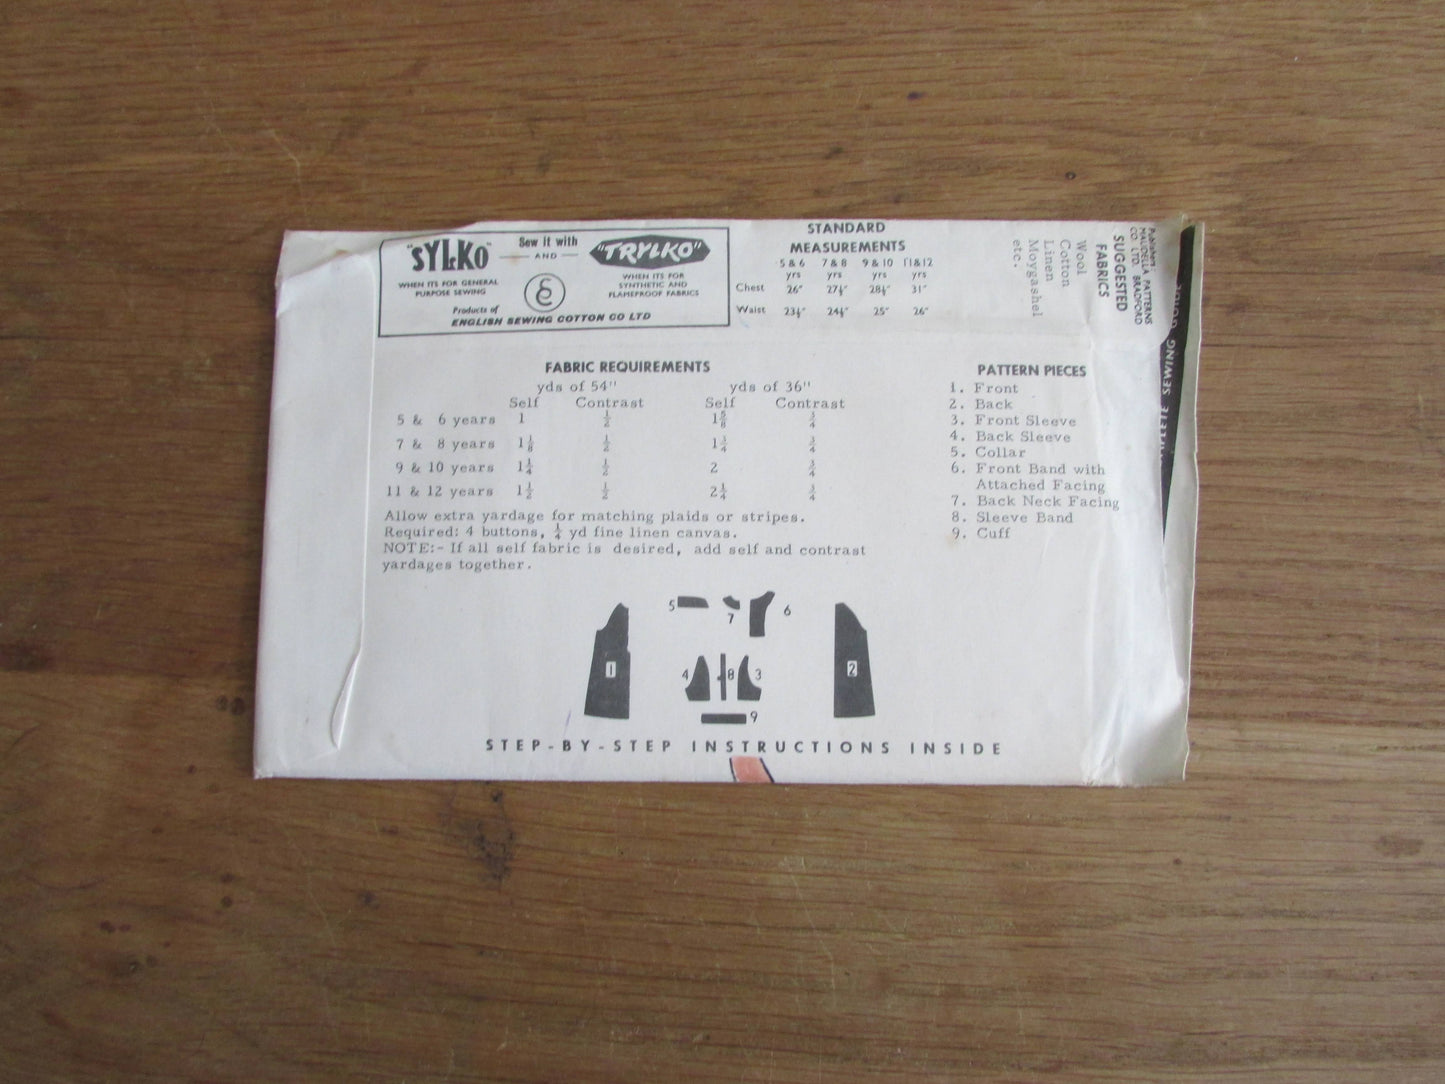 "SYLKO"
Sew it with
AND
"TRYLKO"
WHEN ITS FOR GENERAL
PURPOSE SEWING
WHEN ITS FOR
SYNTHETIC AND
FLAMEPROOF FABRICS
Products of
ENGLISH SEWING COTTON CO LTD
STANDARD
MEASUREMENTS
5 & 6 7 & 8 9 & 10 11 & 12
yrs yrs yrs yrs
Chest 26" 27½" 28½" 31"
Waist 23½" 24½" 25" 26"
SUGGESTED
FABRICS
Wool
Cotton
Linen
Moygashel
etc.
Publishers
MAUDELLA PATTERNS
CO. LTD. BRADFORD
SEWING GUIDE
FABRIC REQUIREMENTS
yds of 54" yds of 36"
Self Contrast Self Contrast
5 & 6 years 1 ½ 1⅝ ¾
7 & 8 years 1⅛ ½ 1¾ ¾
9 & 10 years 1¼ ½ 2 ¾
11 & 12 years 1½ ½ 2¼ ¾
Allow extra yardage for matching plaids or stripes.
Required: 4 buttons, ¼ yd fine linen canvas.
NOTE:- If all self fabric is desired, add self and contrast
yardages together.
PATTERN PIECES
1. Front
2. Back
3. Front Sleeve
4. Back Sleeve
5. Collar
6. Front Band with
Attached Facing
7. Back Neck Facing
8. Sleeve Band
9. Cuff
5 7 6
1 4 8 3 2
9
STEP-BY-STEP INSTRUCTIONS INSIDE